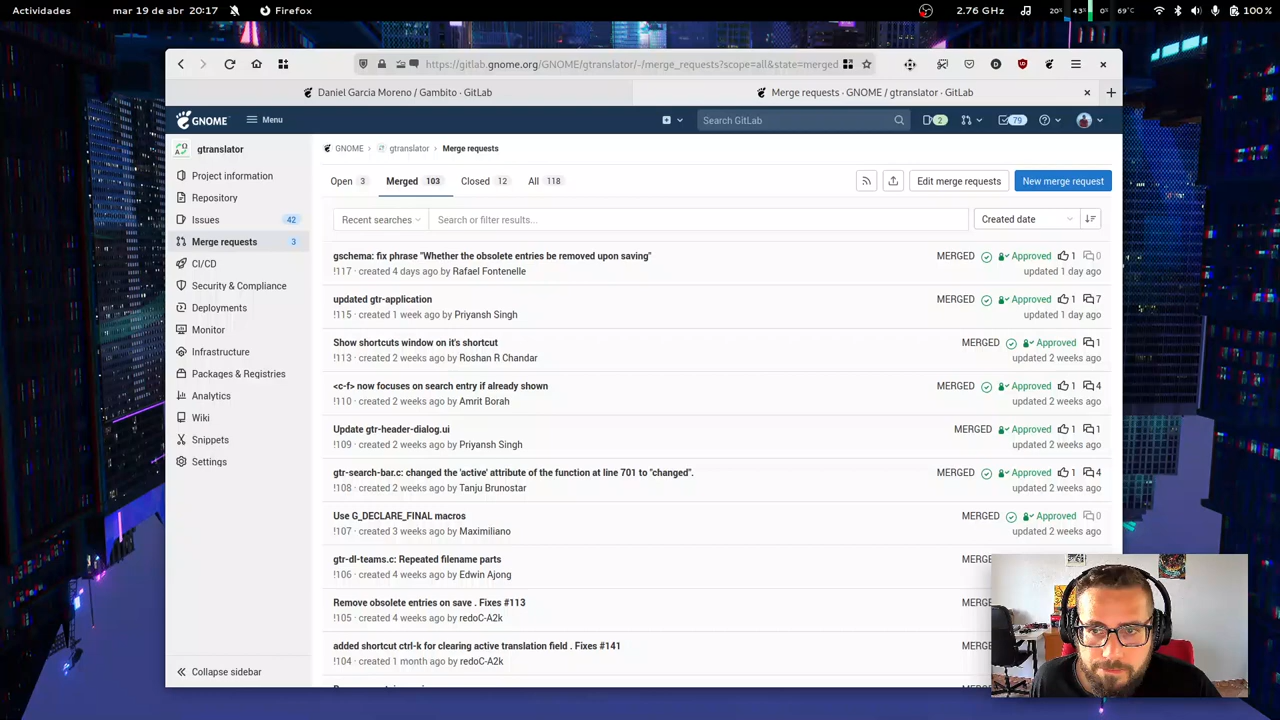 Actividades
mar 19 de abr 20:17
Firefox
2.76 GHz
20%
43%
0%
69°C
100 %
https://gitlab.gnome.org/GNOME/gtranslator/-/merge_requests?scope=all&state=merged
Daniel Garcia Moreno / Gambito · GitLab
Merge requests · GNOME / gtranslator · GitLab
GNOME
Menu
Search GitLab
2
79
gtranslator
Project information
Repository
Issues 42
Merge requests 3
CI/CD
Security & Compliance
Deployments
Monitor
Infrastructure
Packages & Registries
Analytics
Wiki
Snippets
Settings
Collapse sidebar
GNOME > gtranslator > Merge requests
Open 3 Merged 103 Closed 12 All 118
Edit merge requests
New merge request
Recent searches
Search or filter results...
Created date
gschema: fix phrase "Whether the obsolete entries be removed upon saving"
MERGED Approved 1 0
!117 · created 4 days ago by Rafael Fontenelle
updated 1 day ago
updated gtr-application
MERGED Approved 1 7
!115 · created 1 week ago by Priyansh Singh
updated 1 day ago
Show shortcuts window on it's shortcut
MERGED Approved 1
!113 · created 2 weeks ago by Roshan R Chandar
updated 2 weeks ago
<c-f> now focuses on search entry if already shown
MERGED Approved 1 4
!110 · created 2 weeks ago by Amrit Borah
updated 2 weeks ago
Update gtr-header-dialog.ui
MERGED Approved 1 1
!109 · created 2 weeks ago by Priyansh Singh
updated 2 weeks ago
gtr-search-bar.c: changed the 'active' attribute of the function at line 701 to "changed".
MERGED Approved 1 4
!108 · created 2 weeks ago by Tanju Brunostar
updated 2 weeks ago
Use G_DECLARE_FINAL macros
MERGED Approved 0
!107 · created 3 weeks ago by Maximiliano
updated 2 weeks ago
gtr-dl-teams.c: Repeated filename parts
!106 · created 4 weeks ago by Edwin Ajong
Remove obsolete entries on save . Fixes #113
!105 · created 4 weeks ago by redoC-A2k
added shortcut ctrl-k for clearing active translation field . Fixes #141
!104 · created 1 month ago by redoC-A2k